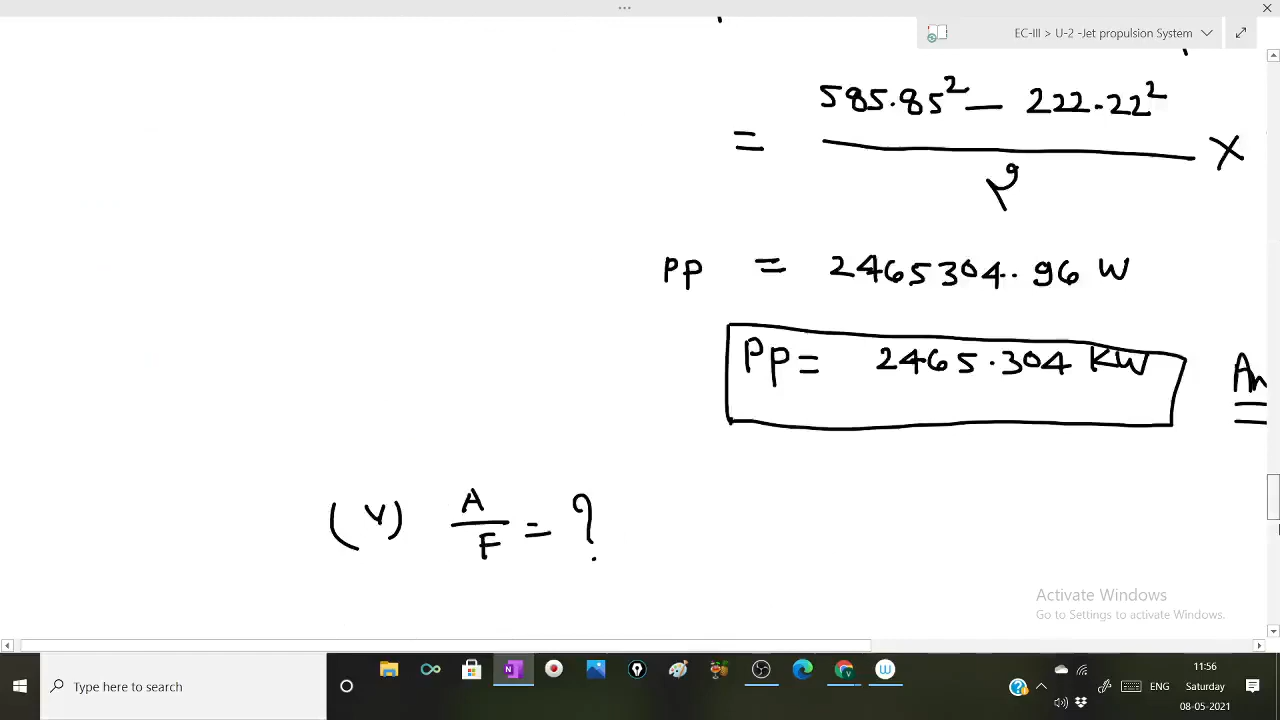 EC-III > U-2 -Jet propulsion System
585.85² — 222.22²
= ×
२
PP = 2465304..96 W
PP = 2465.304 KW
(V) A
F = ?
Activate Windows
Go to Settings to activate Windows.
Type here to search
ENG
11:56
Saturday
08-05-2021